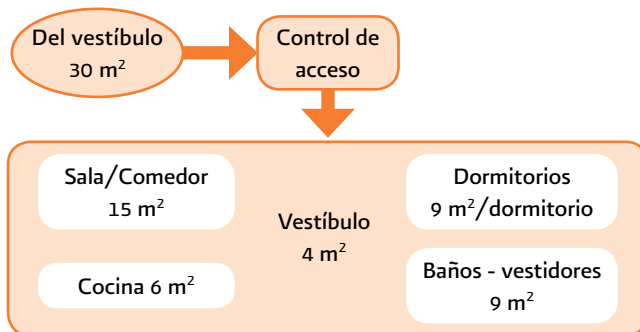 Del vestíbulo
30 m²
Control de
acceso
Sala/Comedor
15 m²
Cocina 6 m²
Vestíbulo
4 m²
Dormitorios
9 m²/dormitorio
Baños - vestidores
9 m²